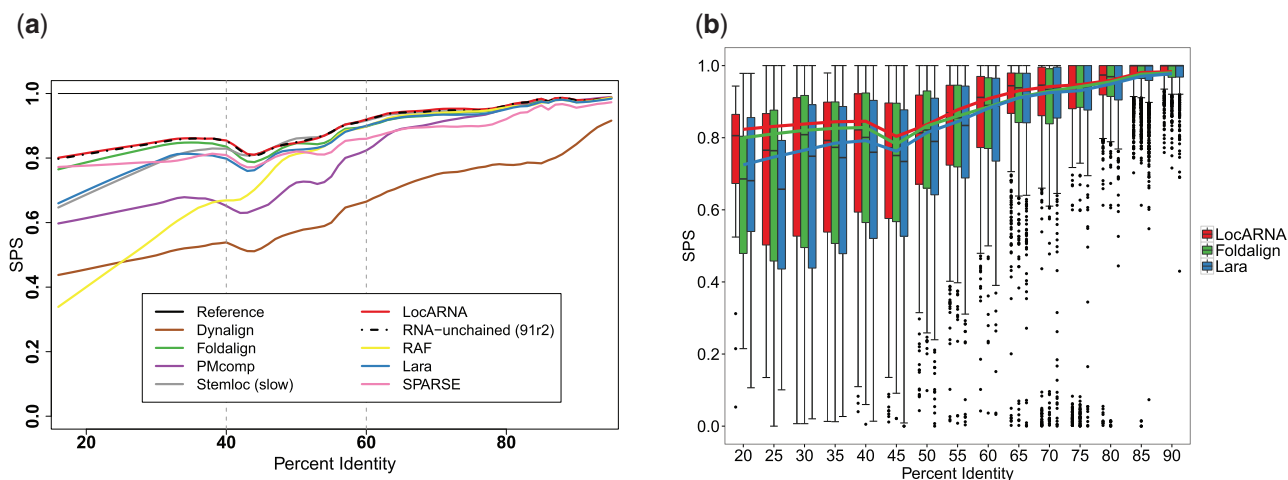 (a)
1.0
0.8
0.6
0.4
0.2
0.0
SPS
Reference
Dynalign
Foldalign
PMcomp
Stemloc (slow)
LocARNA
RNA−unchained (91r2)
RAF
Lara
SPARSE
20 40 60 80
Percent Identity
(b)
1.0
0.8
0.6
0.4
0.2
0.0
SPS
LocARNA
Foldalign
Lara
20 25 30 35 40 45 50 55 60 65 70 75 80 85 90
Percent Identity